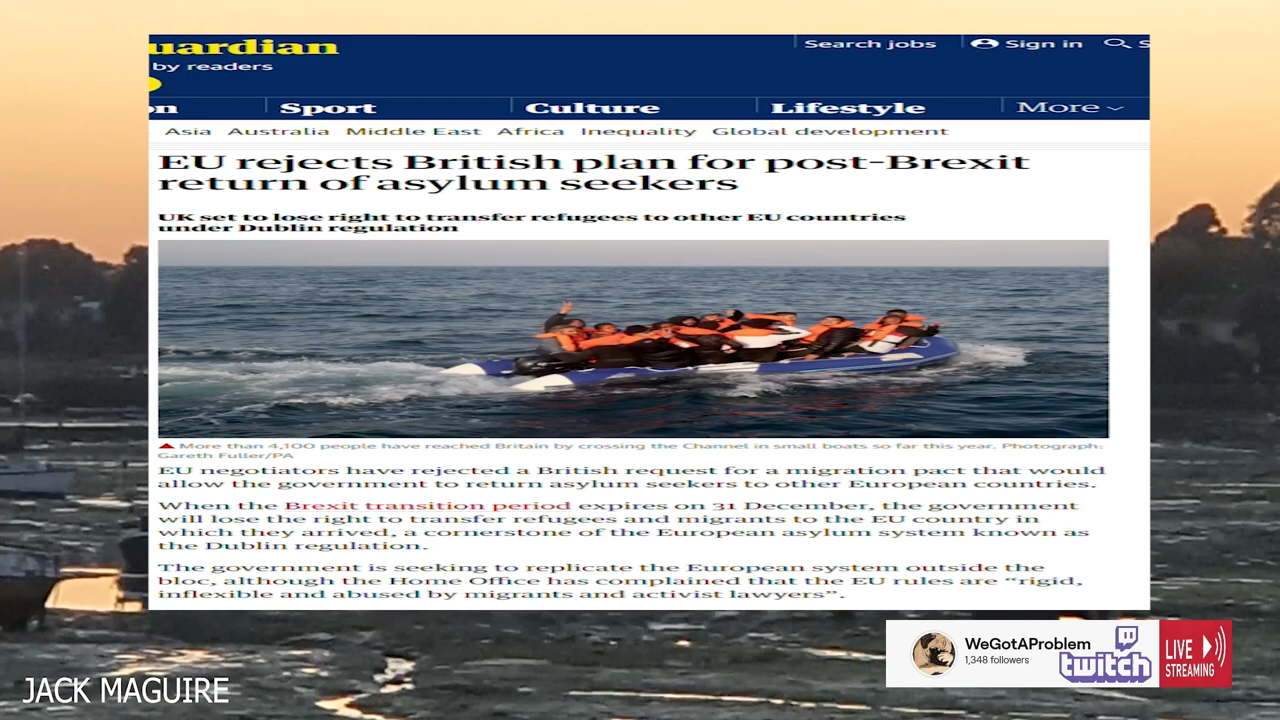 uardian
by readers
Search jobs
Sign in
S
on
Sport
Culture
Lifestyle
More
Asia Australia Middle East Africa Inequality Global development
EU rejects British plan for post-Brexit
return of asylum seekers
UK set to lose right to transfer refugees to other EU countries
under Dublin regulation
More than 4,100 people have reached Britain by crossing the Channel in small boats so far this year. Photograph:
Gareth Fuller/PA
EU negotiators have rejected a British request for a migration pact that would
allow the government to return asylum seekers to other European countries.
When the Brexit transition period expires on 31 December, the government
will lose the right to transfer refugees and migrants to the EU country in
which they arrived, a cornerstone of the European asylum system known as
the Dublin regulation.
The government is seeking to replicate the European system outside the
bloc, although the Home Office has complained that the EU rules are “rigid,
inflexible and abused by migrants and activist lawyers”.
WeGotAProblem
1,348 followers
twitch
LIVE
STREAMING
JACK MAGUIRE